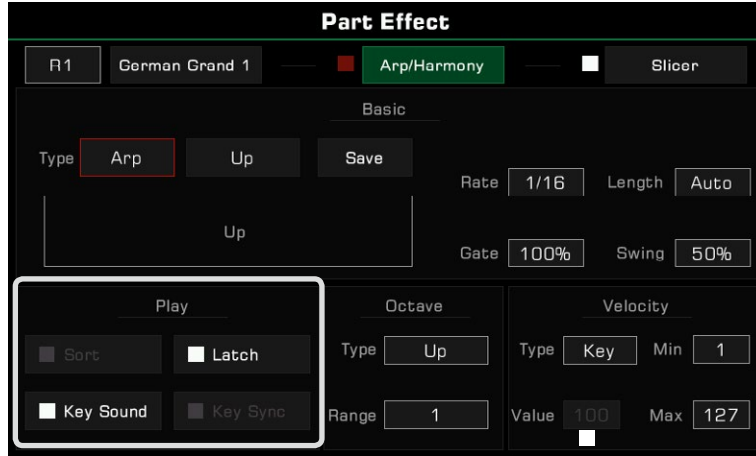 Part Effect
R1 German Grand 1 Arp/Harmony Slicer
Basic
Type Arp Up Save
Rate 1/16 Length Auto
Up
Gate 100% Swing 50%
Play Octave Velocity
Sort Latch Type Up Type Key Min 1
Key Sound Key Sync Range 1 Value 100 Max 127